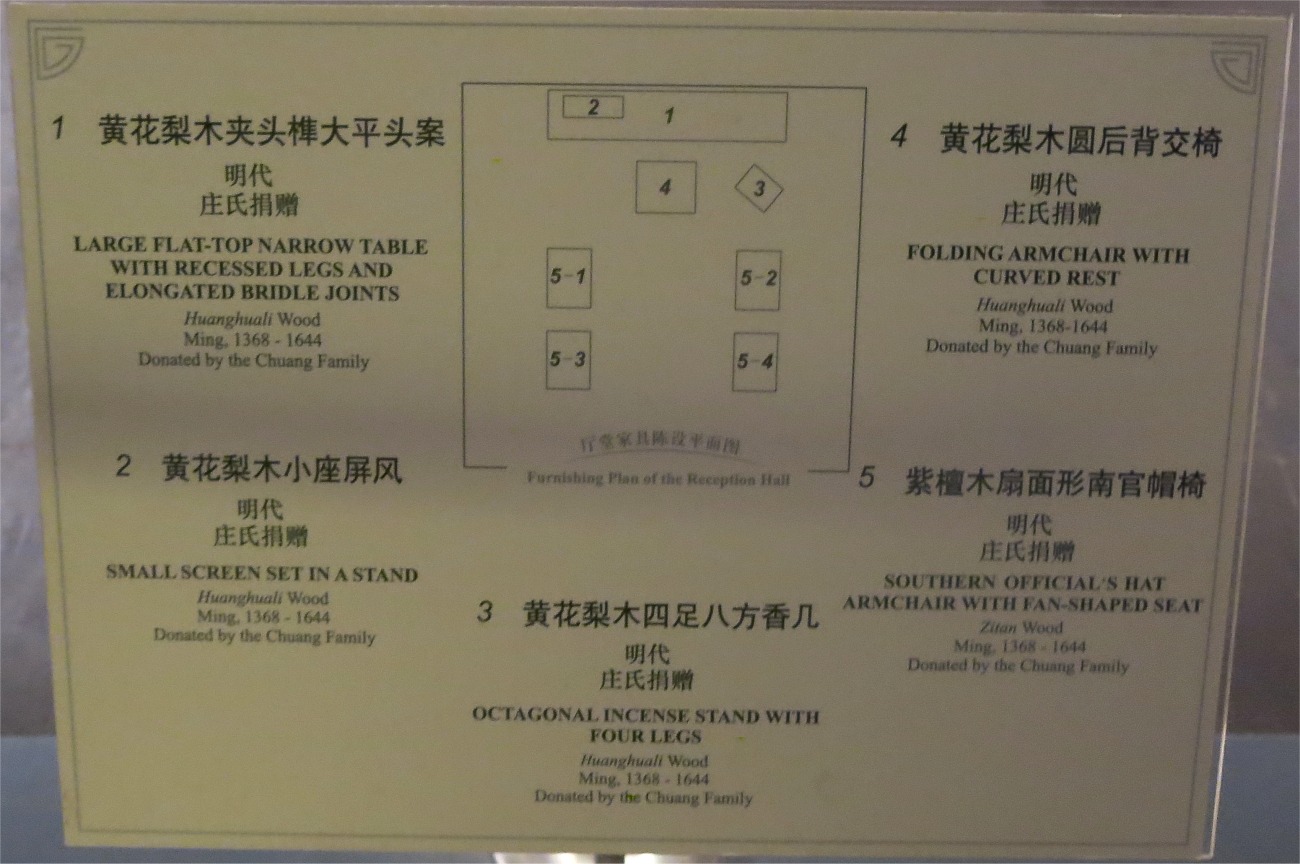 1 黄花梨木夹头榫大平头案
明代
庄氏捐赠
LARGE FLAT-TOP NARROW TABLE
WITH RECESSED LEGS AND
ELONGATED BRIDLE JOINTS
Huanghuali Wood
Ming, 1368 - 1644
Donated by the Chuang Family
2 黄花梨木小座屏风
明代
庄氏捐赠
SMALL SCREEN SET IN A STAND
Huanghuali Wood
Ming, 1368 - 1644
Donated by the Chuang Family
2
1
4
3
5-1
5-2
5-3
5-4
厅堂家具陈设平面图
Furnishing Plan of the Reception Hall
3 黄花梨木四足八方香几
明代
庄氏捐赠
OCTAGONAL INCENSE STAND WITH
FOUR LEGS
Huanghuali Wood
Ming, 1368 - 1644
Donated by the Chuang Family
4 黄花梨木圆后背交椅
明代
庄氏捐赠
FOLDING ARMCHAIR WITH
CURVED REST
Huanghuali Wood
Ming, 1368-1644
Donated by the Chuang Family
5 紫檀木扇面形南官帽椅
明代
庄氏捐赠
SOUTHERN OFFICIAL'S HAT
ARMCHAIR WITH FAN-SHAPED SEAT
Zitan Wood
Ming, 1368 - 1644
Donated by the Chuang Family